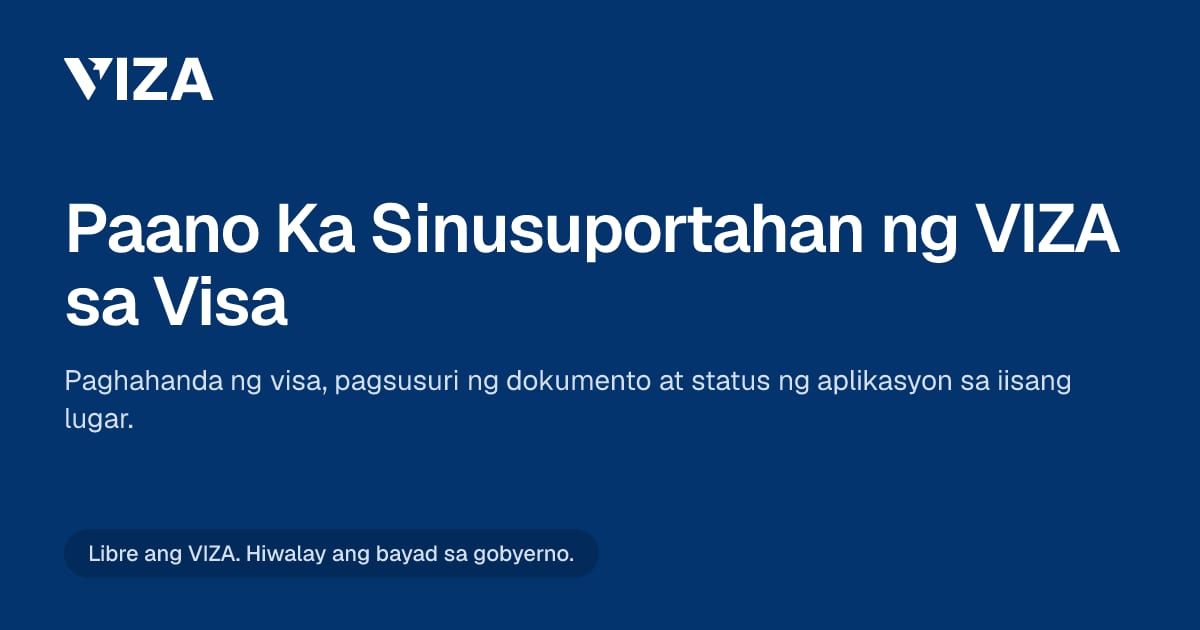 VIZA
Paano Ka Sinusuportahan ng VIZA
sa Visa
Paghahanda ng visa, pagsusuri ng dokumento at status ng aplikasyon sa iisang
lugar.
Libre ang VIZA. Hiwalay ang bayad sa gobyerno.